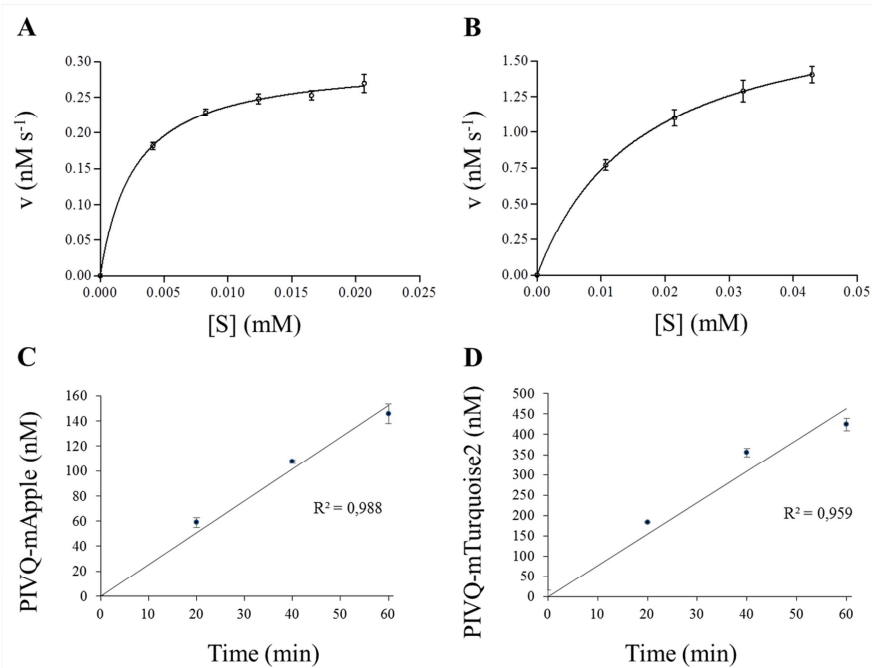 A
v (nM s⁻¹)
0.30
0.25
0.20
0.15
0.10
0.05
0.00
0.000 0.005 0.010 0.015 0.020 0.025
[S] (mM)
B
v (nM s⁻¹)
1.50
1.25
1.00
0.75
0.50
0.25
0.00
0.00 0.01 0.02 0.03 0.04 0.05
[S] (mM)
C
PIVQ-mApple (nM)
160
140
120
100
80
60
40
20
0
R² = 0,988
0 10 20 30 40 50 60
Time (min)
D
PIVQ-mTurquoise2 (nM)
500
450
400
350
300
250
200
150
100
50
0
R² = 0,959
0 10 20 30 40 50 60
Time (min)